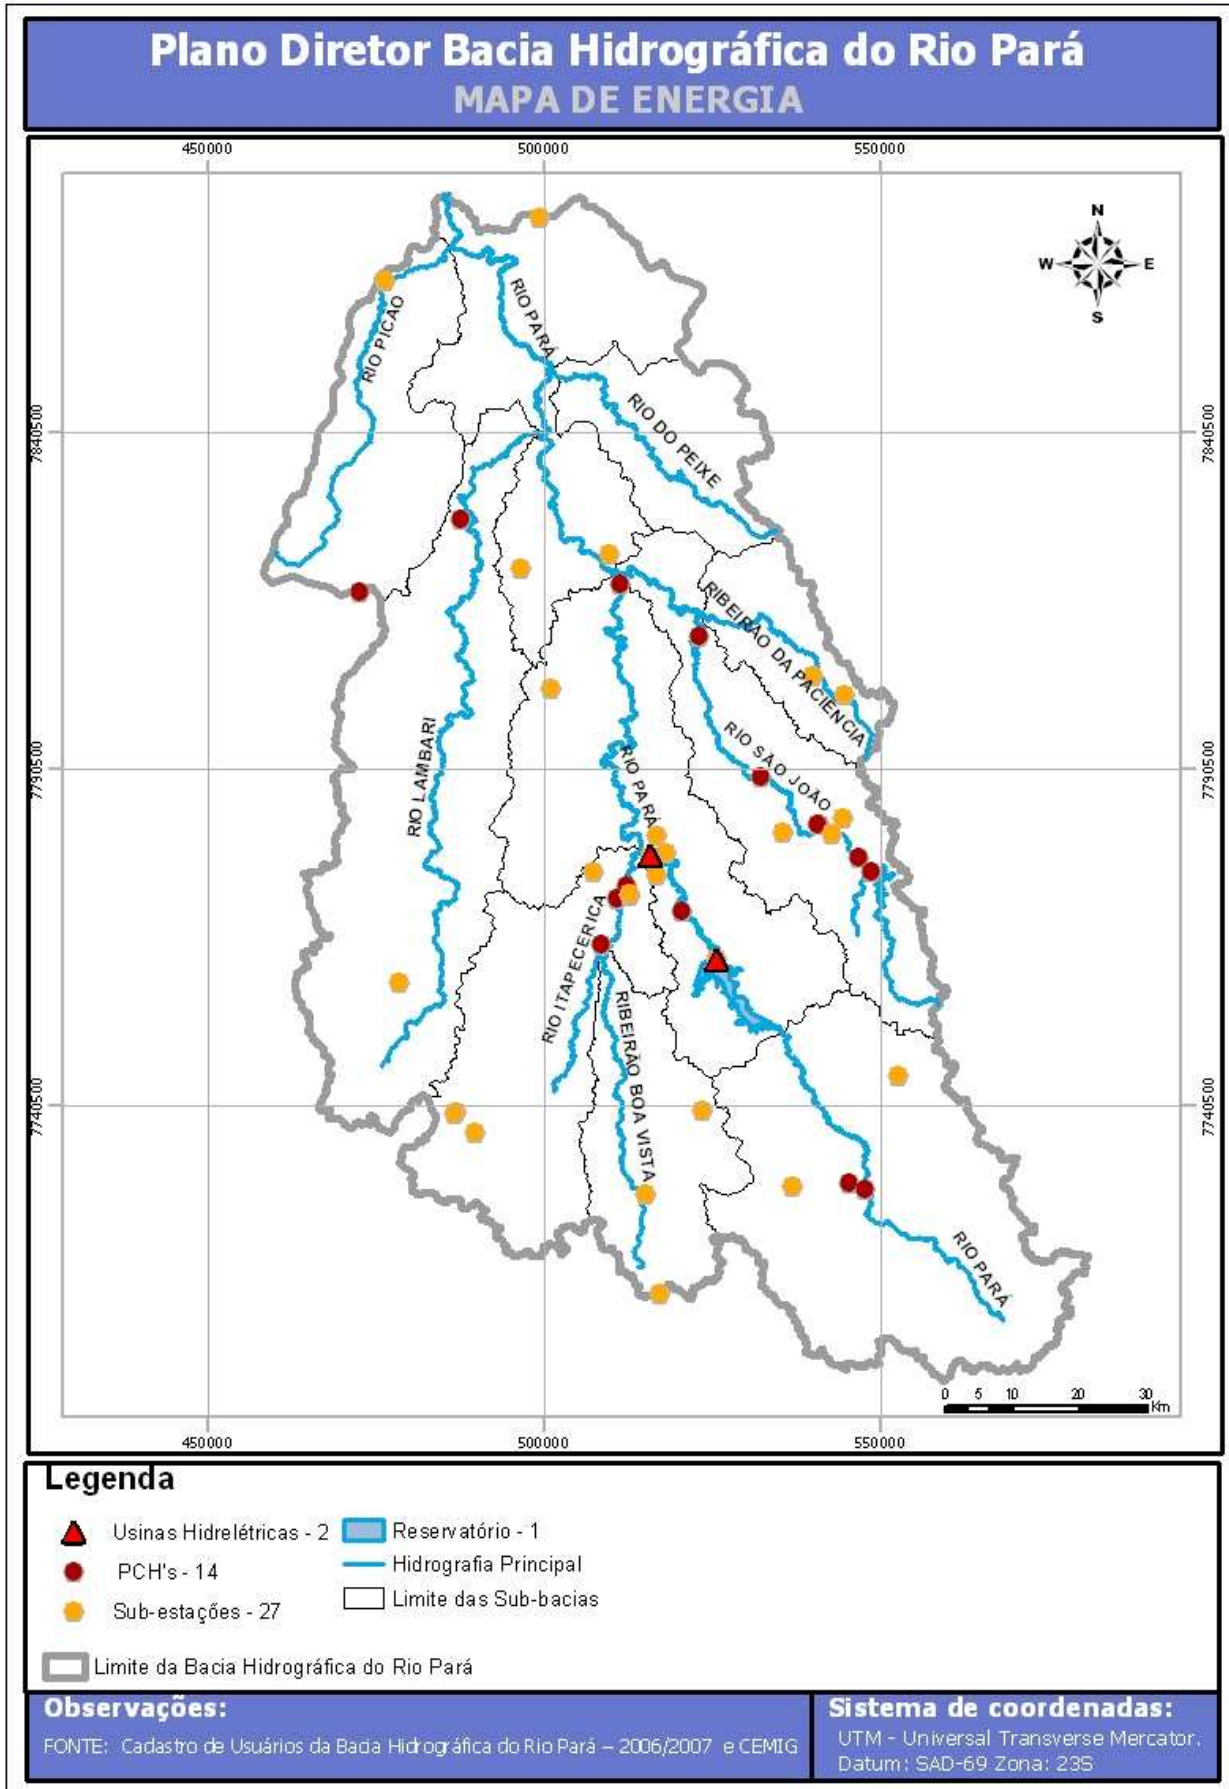 Plano Diretor Bacia Hidrográfica do Rio Pará
MAPA DE ENERGIA
450000 500000 550000
N
W E
S
RIO PICAO
RIO PARÁ
RIO DO PEIXE
7840500 7840500
RIBEIRÃO DA PACIÊNCIA
RIO LAMBARI
RIO PARÁ
RIO SÃO JOÃO
7790500 7790500
RIO ITAPECERICA
RIBEIRÃO BOA VISTA
7740500 7740500
RIO PARÁ
0 5 10 20 30
Km
450000 500000 550000
Legenda
Usinas Hidrelétricas - 2
PCH's - 14
Sub-estações - 27
Reservatório - 1
Hidrografia Principal
Limite das Sub-bacias
Limite da Bacia Hidrográfica do Rio Pará
Observações:
FONTE: Cadastro de Usuários da Bacia Hidrográfica do Rio Pará – 2006/2007 e CEMIG
Sistema de coordenadas:
UTM - Universal Transverse Mercator.
Datum: SAD-69 Zona: 23S